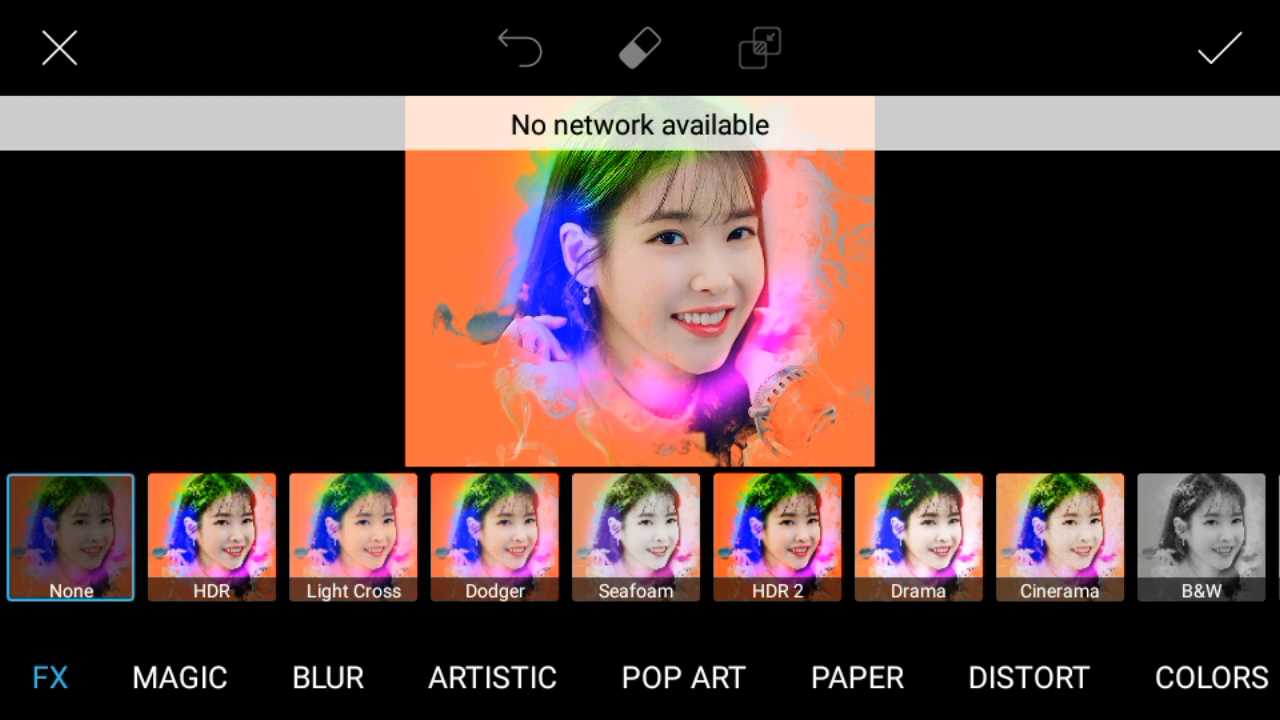 No network available
None
HDR
Light Cross
Dodger
Seafoam
HDR 2
Drama
Cinerama
B&W
FX
MAGIC
BLUR
ARTISTIC
POP ART
PAPER
DISTORT
COLORS